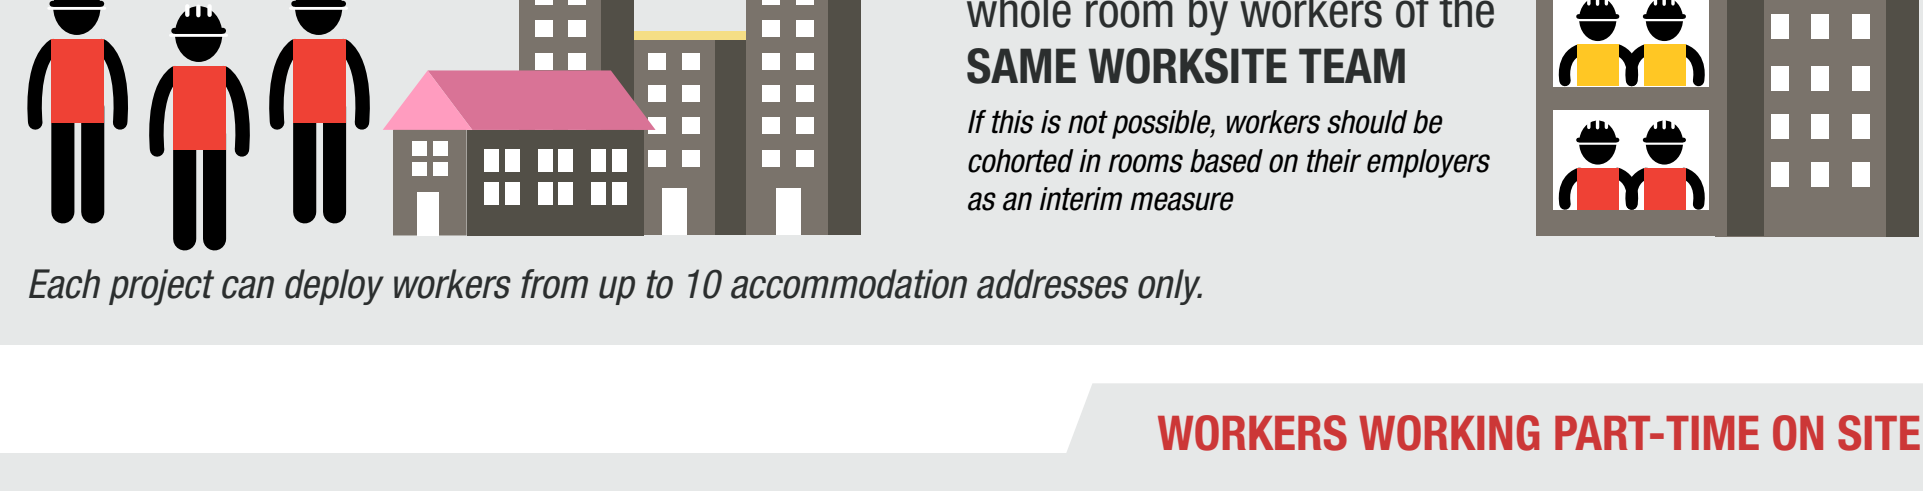 whole room by workers of the
SAME WORKSITE TEAM
If this is not possible, workers should be
cohorted in rooms based on their employers
as an interim measure
Each project can deploy workers from up to 10 accommodation addresses only.
WORKERS WORKING PART-TIME ON SITE